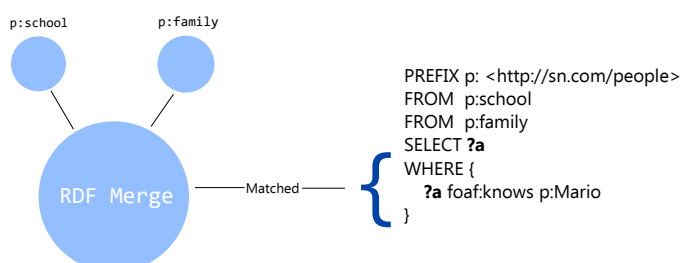 p:school
p:family
RDF Merge
Matched
PREFIX p: <http://sn.com/people>
FROM p:school
FROM p:family
SELECT ?a
WHERE {
?a foaf:knows p:Mario
}